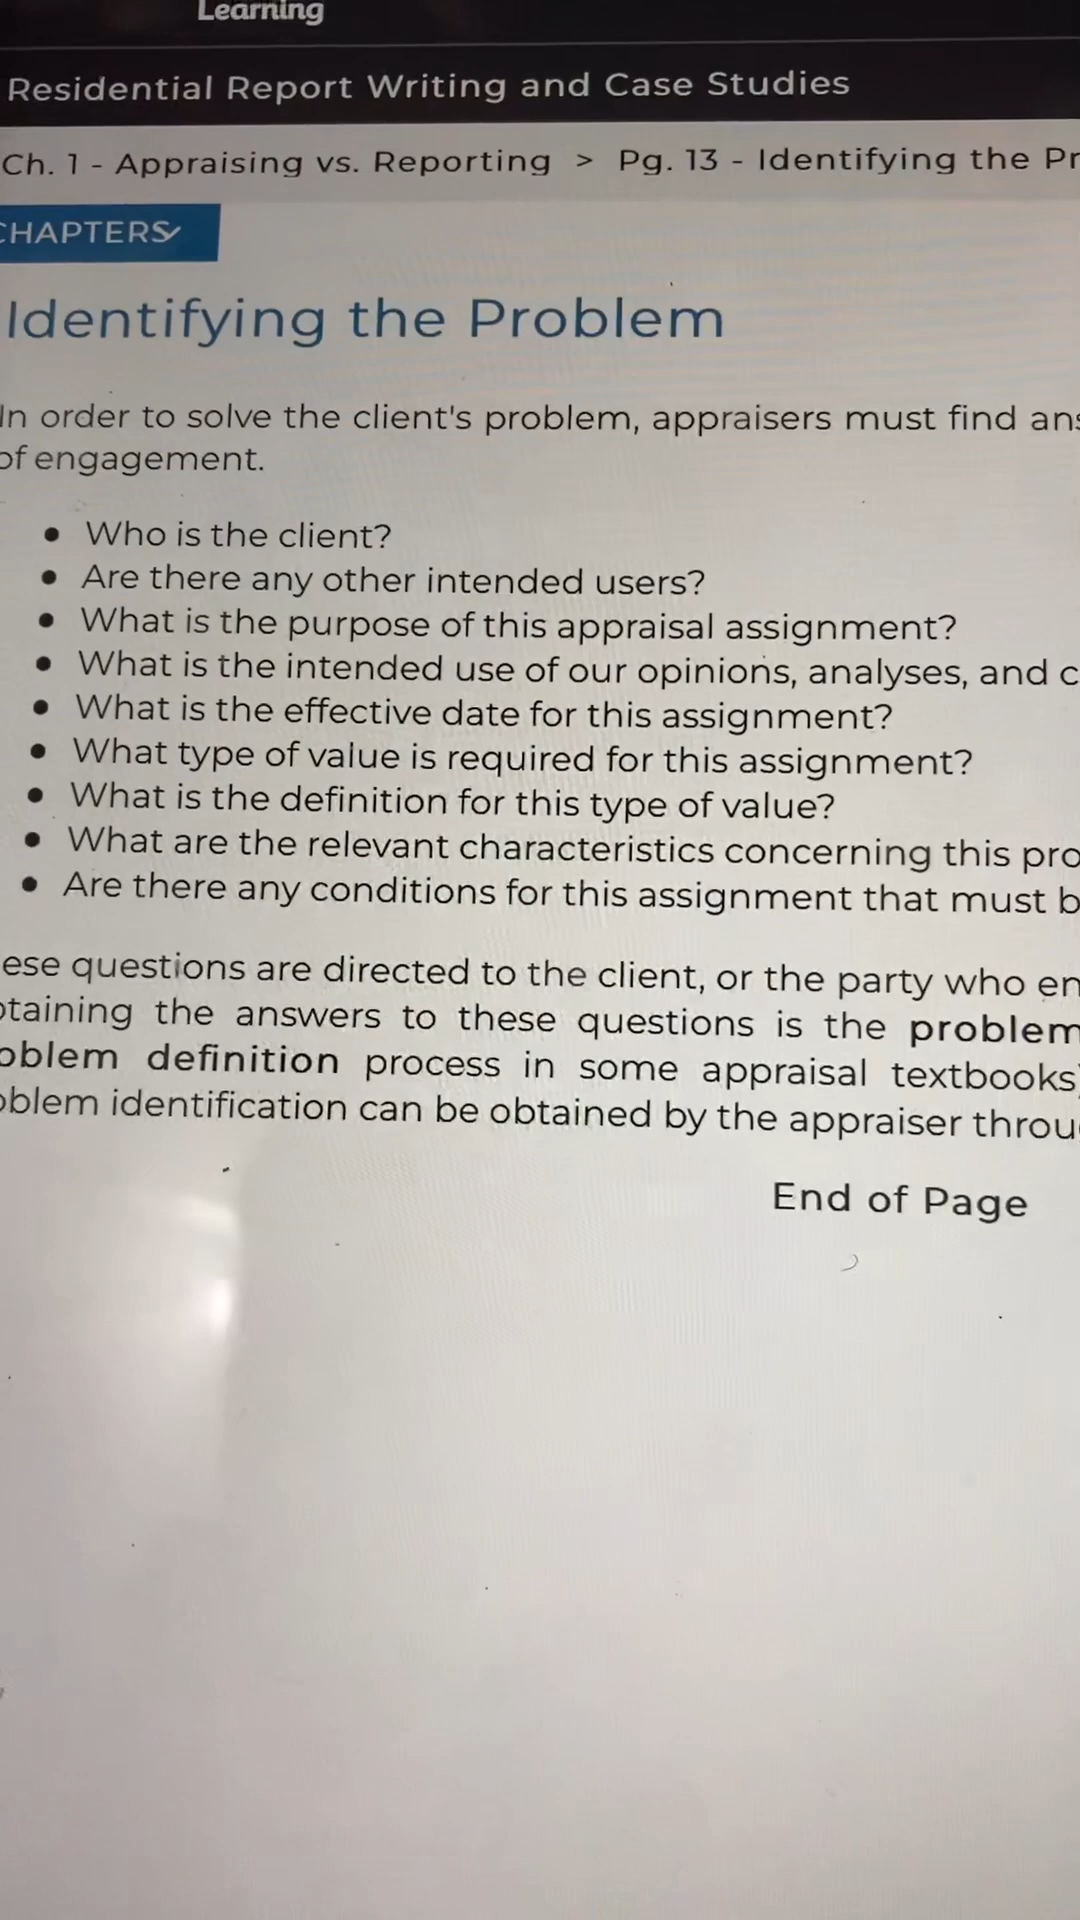 Learning
Residential Report Writing and Case Studies
Ch. 1 - Appraising vs. Reporting > Pg. 13 - Identifying the Pr
CHAPTERS
Identifying the Problem
In order to solve the client's problem, appraisers must find ans
of engagement.
• Who is the client?
• Are there any other intended users?
• What is the purpose of this appraisal assignment?
• What is the intended use of our opinions, analyses, and c
• What is the effective date for this assignment?
• What type of value is required for this assignment?
• What is the definition for this type of value?
• What are the relevant characteristics concerning this pro
• Are there any conditions for this assignment that must b
ese questions are directed to the client, or the party who en
otaining the answers to these questions is the problem
oblem definition process in some appraisal textbooks)
oblem identification can be obtained by the appraiser throu
End of Page